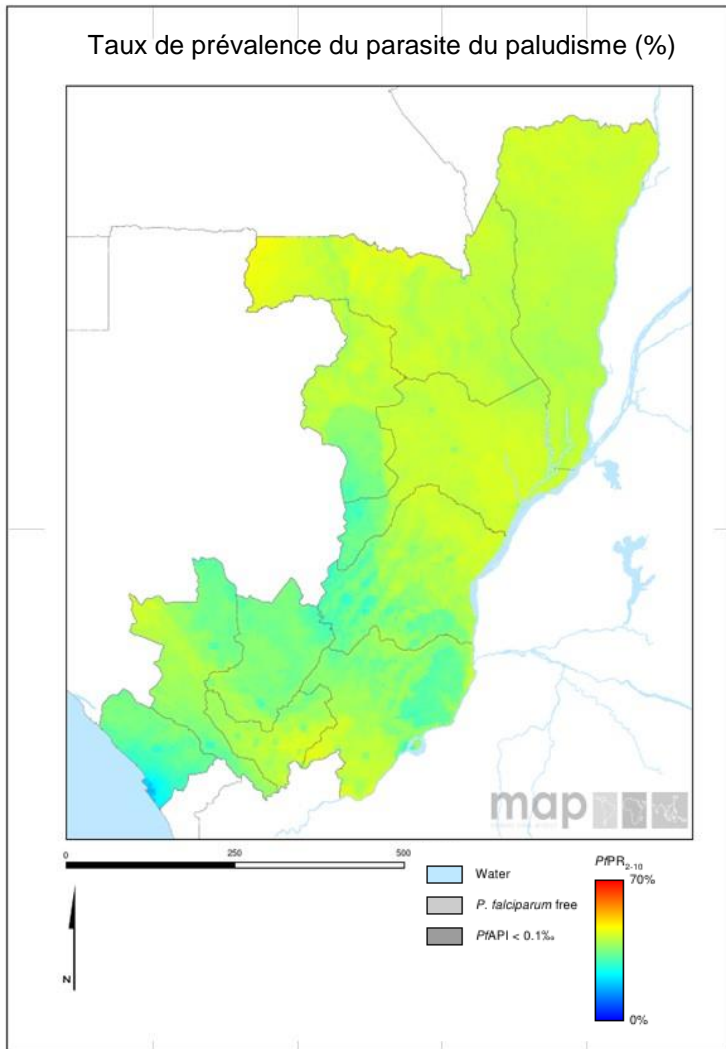 Taux de prévalence du parasite du paludisme (%)
map
0 250 500
Water
P. falciparum free
PfAPI < 0.1‰
PfPR2-10
70%
0%
N